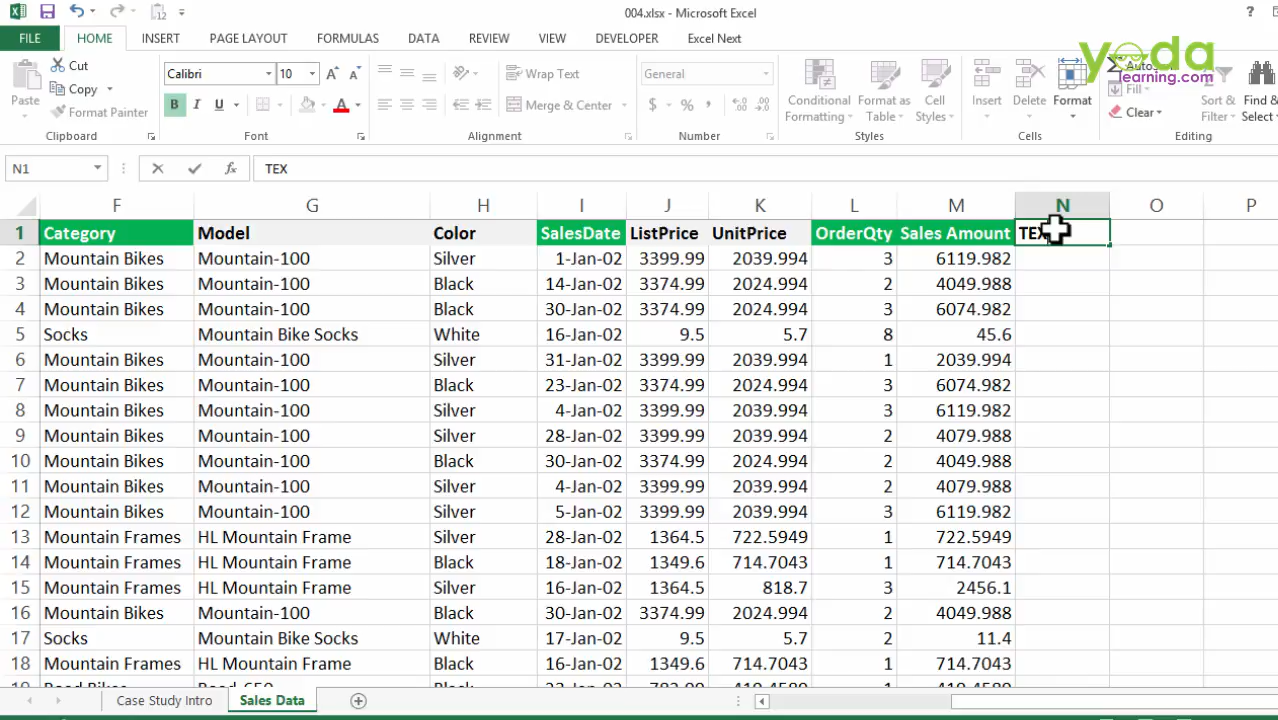 12
004.xlsx - Microsoft Excel
?
FILE HOME INSERT PAGE LAYOUT FORMULAS DATA REVIEW VIEW DEVELOPER Excel Next
yoda
learning.com
Paste
Cut
Copy
Format Painter
Clipboard
Calibri 10
B I U
Font
Wrap Text
Merge & Center
Alignment
General
$ % ,
Number
Conditional Formatting
Format as Table
Cell Styles
Styles
Insert Delete Format
Cells
Fill
Clear
Sort & Filter
Find & Select
Editing
N1 fx TEX
F G H I J K L M N O P
1 Category Model Color SalesDate ListPrice UnitPrice OrderQty Sales Amount TEX
2 Mountain Bikes Mountain-100 Silver 1-Jan-02 3399.99 2039.994 3 6119.982
3 Mountain Bikes Mountain-100 Black 14-Jan-02 3374.99 2024.994 2 4049.988
4 Mountain Bikes Mountain-100 Black 30-Jan-02 3374.99 2024.994 3 6074.982
5 Socks Mountain Bike Socks White 16-Jan-02 9.5 5.7 8 45.6
6 Mountain Bikes Mountain-100 Silver 31-Jan-02 3399.99 2039.994 1 2039.994
7 Mountain Bikes Mountain-100 Black 23-Jan-02 3374.99 2024.994 3 6074.982
8 Mountain Bikes Mountain-100 Silver 4-Jan-02 3399.99 2039.994 3 6119.982
9 Mountain Bikes Mountain-100 Silver 28-Jan-02 3399.99 2039.994 2 4079.988
10 Mountain Bikes Mountain-100 Black 30-Jan-02 3374.99 2024.994 2 4049.988
11 Mountain Bikes Mountain-100 Silver 4-Jan-02 3399.99 2039.994 2 4079.988
12 Mountain Bikes Mountain-100 Silver 5-Jan-02 3399.99 2039.994 3 6119.982
13 Mountain Frames HL Mountain Frame Silver 28-Jan-02 1364.5 722.5949 1 722.5949
14 Mountain Frames HL Mountain Frame Black 18-Jan-02 1349.6 714.7043 1 714.7043
15 Mountain Frames HL Mountain Frame Silver 16-Jan-02 1364.5 818.7 3 2456.1
16 Mountain Bikes Mountain-100 Black 30-Jan-02 3374.99 2024.994 2 4049.988
17 Socks Mountain Bike Socks White 17-Jan-02 9.5 5.7 2 11.4
18 Mountain Frames HL Mountain Frame Black 16-Jan-02 1349.6 714.7043 1 714.7043
Case Study Intro Sales Data